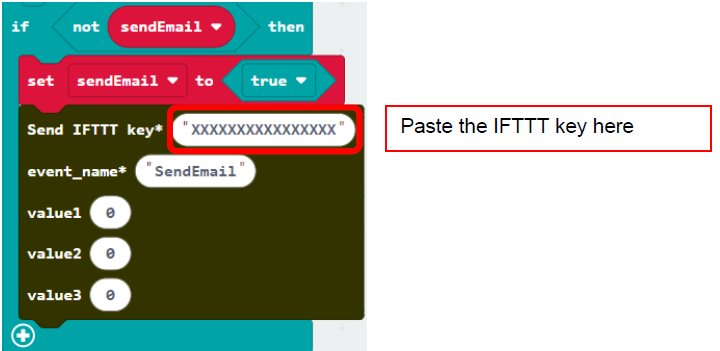 if not sendEmail then
set sendEmail to true
Send IFTTT key* "XXXXXXXXXXXXXXXX"
Paste the IFTTT key here
event_name* "SendEmail"
value1 0
value2 0
value3 0